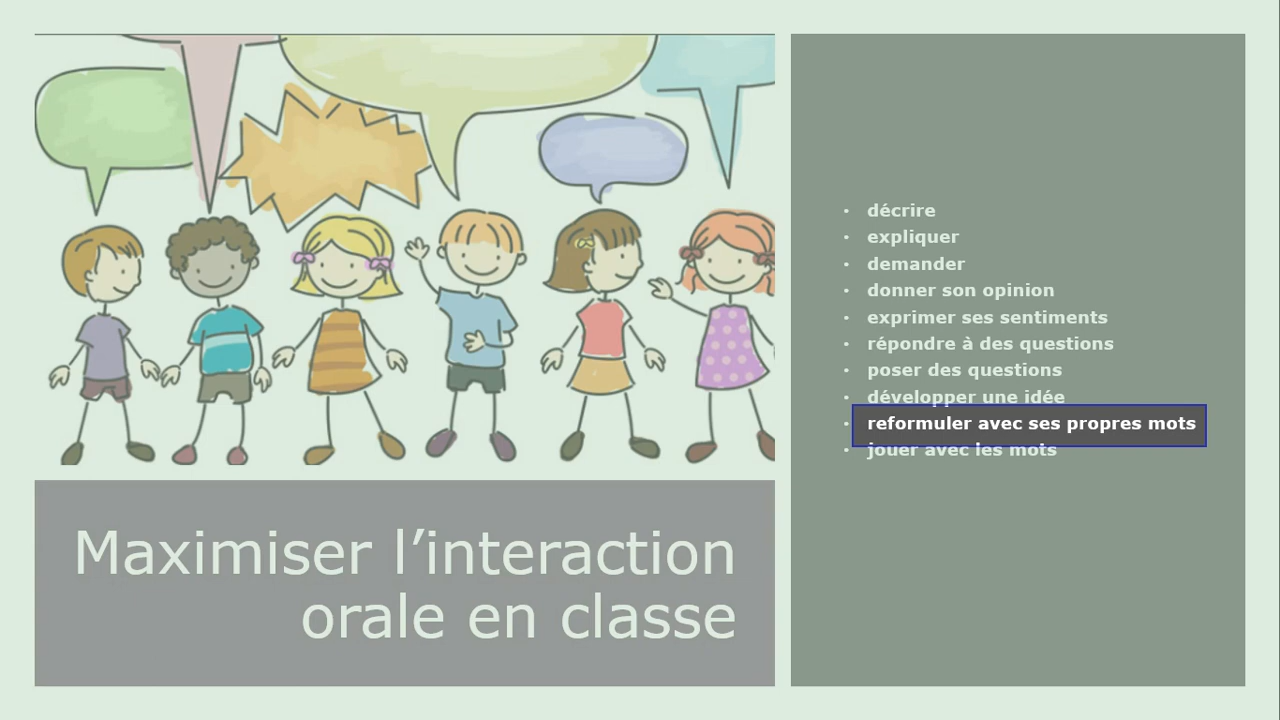 Maximiser l’interaction
orale en classe
• décrire
• expliquer
• demander
• donner son opinion
• exprimer ses sentiments
• répondre à des questions
• poser des questions
• développer une idée
• reformuler avec ses propres mots
• jouer avec les mots